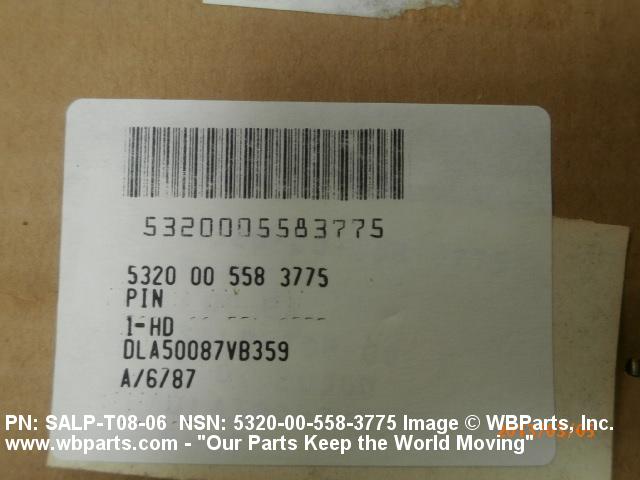 5320005583775
5320 00 558 3775
PIN
1-HD
DLA50087VB359
A/6/87
PN: SALP-T08-06 NSN: 5320-00-558-3775 Image © WBParts, Inc.
www.wbparts.com - "Our Parts Keep the World Moving"